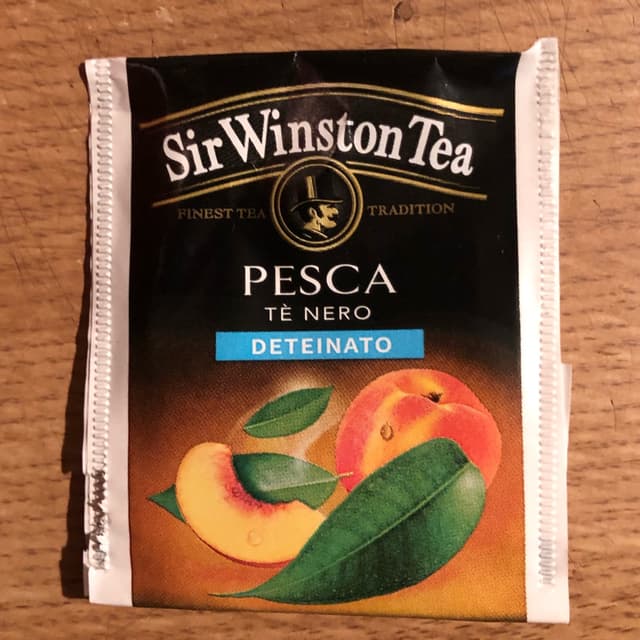 Sir Winston Tea
FINEST TEA TRADITION
PESCA
TÈ NERO
DETEINATO